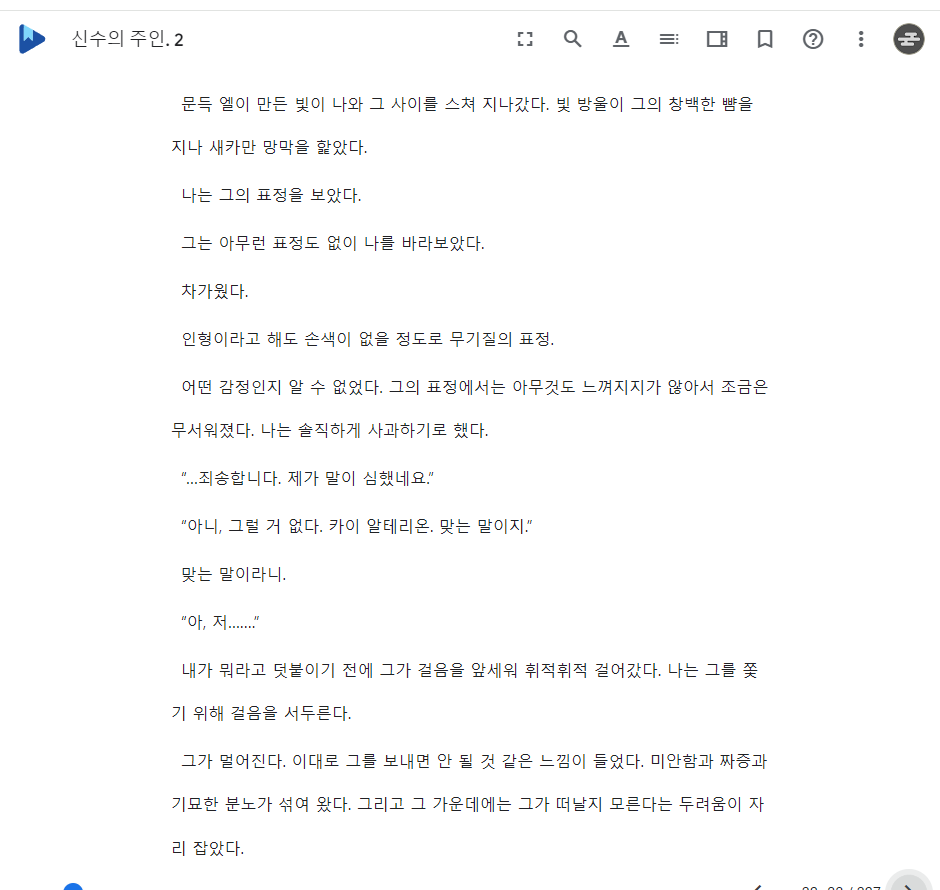 신수의 주인. 2
문득 엘이 만든 빛이 나와 그 사이를 스쳐 지나갔다. 빛 방울이 그의 창백한 뺨을
지나 새카만 망막을 핥았다.
나는 그의 표정을 보았다.
그는 아무런 표정도 없이 나를 바라보았다.
차가웠다.
인형이라고 해도 손색이 없을 정도로 무기질의 표정.
어떤 감정인지 알 수 없었다. 그의 표정에서는 아무것도 느껴지지가 않아서 조금은
무서워졌다. 나는 솔직하게 사과하기로 했다.
“…죄송합니다. 제가 말이 심했네요.”
“아니, 그럴 거 없다. 카이 알테리온. 맞는 말이지.”
맞는 말이라니.
“아, 저…….”
내가 뭐라고 덧붙이기 전에 그가 걸음을 앞세워 휘적휘적 걸어갔다. 나는 그를 쫓
기 위해 걸음을 서두른다.
그가 멀어진다. 이대로 그를 보내면 안 될 것 같은 느낌이 들었다. 미안함과 짜증과
기묘한 분노가 섞여 왔다. 그리고 그 가운데에는 그가 떠날지 모른다는 두려움이 자
리 잡았다.